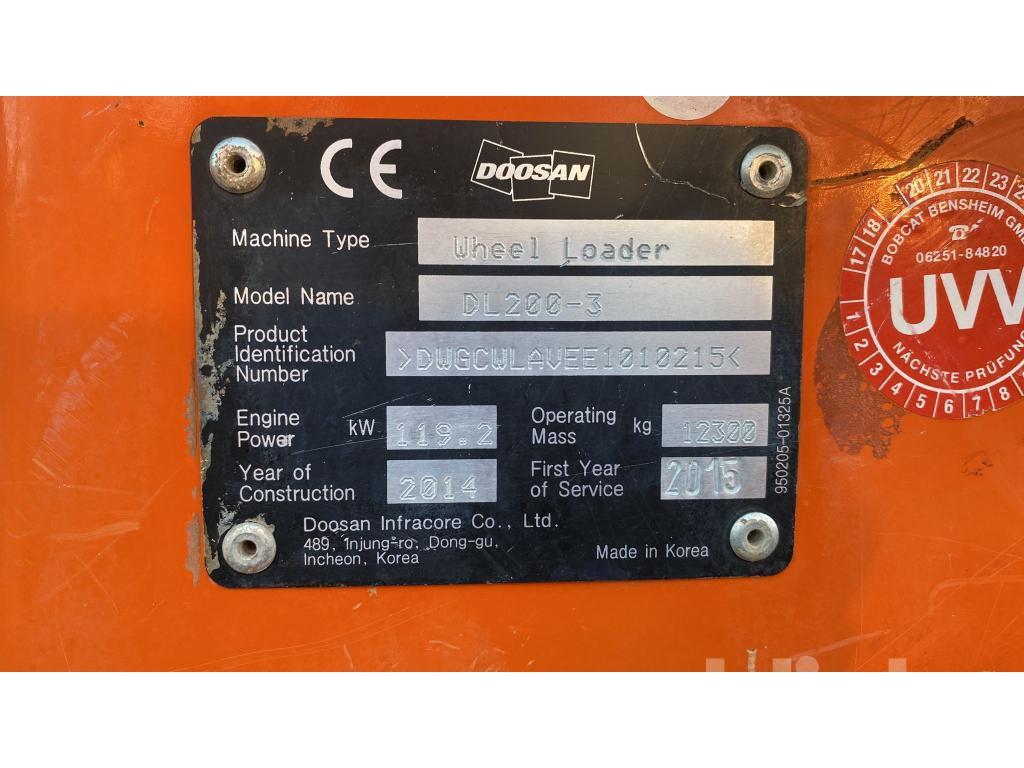 CE DOOSAN
Machine Type Wheel Loader
Model Name DL200-3
Product
Identification
Number >DWGCWLAVEE1010215<
Engine
Power kW 119.2
Operating
Mass kg 12300
Year of
Construction 2014
First Year
of Service 2015
Doosan Infracore Co., Ltd.
489, Injung-ro, Dong-gu,
Incheon, Korea
Made in Korea
950205-01325A
17 18 20 21 22 23
BOBCAT BENSHEIM
06251-84820
UVV
NÄCHSTE PRÜFUNG
1 2 3 4 5 6 7 8